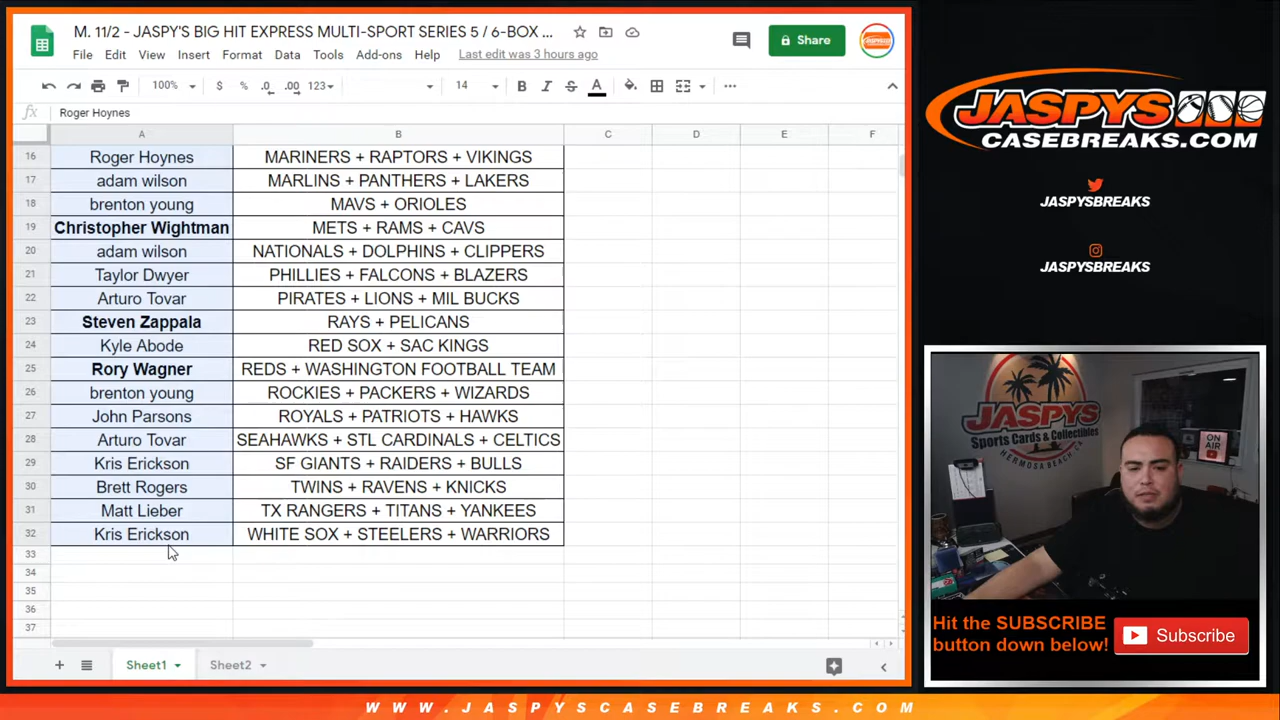 M. 11/2 - JASPY'S BIG HIT EXPRESS MULTI-SPORT SERIES 5 / 6-BOX ...
Share
File Edit View Insert Format Data Tools Add-ons Help Last edit was 3 hours ago
100% $ % .0 .00 123 14 B I S A
fx Roger Hoynes
A B C D E F
16 Roger Hoynes MARINERS + RAPTORS + VIKINGS
17 adam wilson MARLINS + PANTHERS + LAKERS
18 brenton young MAVS + ORIOLES
19 Christopher Wightman METS + RAMS + CAVS
20 adam wilson NATIONALS + DOLPHINS + CLIPPERS
21 Taylor Dwyer PHILLIES + FALCONS + BLAZERS
22 Arturo Tovar PIRATES + LIONS + MIL BUCKS
23 Steven Zappala RAYS + PELICANS
24 Kyle Abode RED SOX + SAC KINGS
25 Rory Wagner REDS + WASHINGTON FOOTBALL TEAM
26 brenton young ROCKIES + PACKERS + WIZARDS
27 John Parsons ROYALS + PATRIOTS + HAWKS
28 Arturo Tovar SEAHAWKS + STL CARDINALS + CELTICS
29 Kris Erickson SF GIANTS + RAIDERS + BULLS
30 Brett Rogers TWINS + RAVENS + KNICKS
31 Matt Lieber TX RANGERS + TITANS + YANKEES
32 Kris Erickson WHITE SOX + STEELERS + WARRIORS
33
34
35
36
37
Sheet1 Sheet2
JASPYS
CASEBREAKS.COM
JASPYSBREAKS
JASPYSBREAKS
JASPYS
Sports Cards & Collectibles
HERMOSA BEACH, CA
ON AIR
Hit the SUBSCRIBE
button down below!
Subscribe
WWW.JASPYSCASEBREAKS.COM